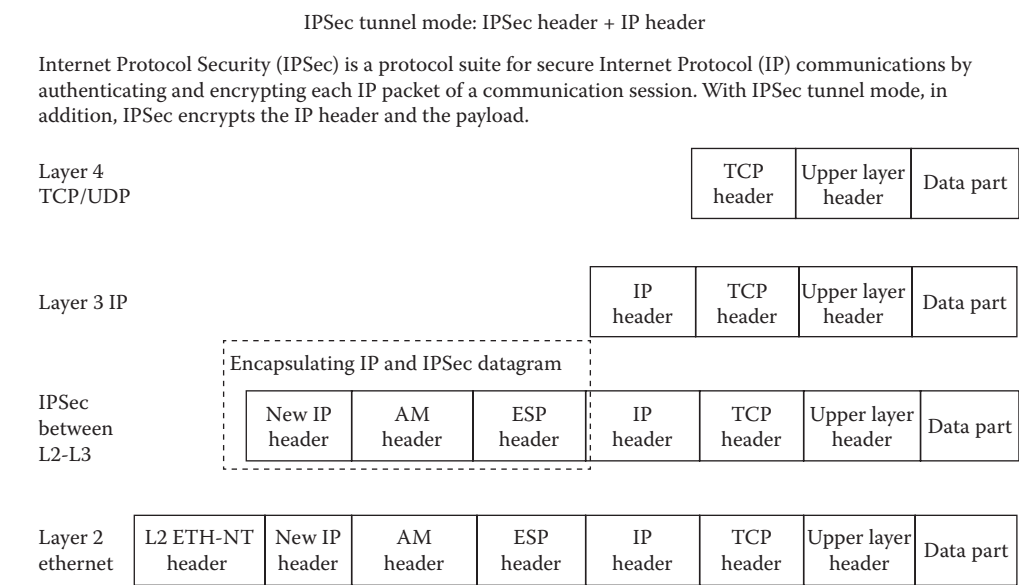 IPSec tunnel mode: IPSec header + IP header
Internet Protocol Security (IPSec) is a protocol suite for secure Internet Protocol (IP) communications by
authenticating and encrypting each IP packet of a communication session. With IPSec tunnel mode, in
addition, IPSec encrypts the IP header and the payload.
Layer 4
TCP/UDP
TCP
header
Upper layer
header
Data part
Layer 3 IP
IP
header
TCP
header
Upper layer
header
Data part
Encapsulating IP and IPSec datagram
IPSec
between
L2-L3
New IP
header
AM
header
ESP
header
IP
header
TCP
header
Upper layer
header
Data part
Layer 2
ethernet
L2 ETH-NT
header
New IP
header
AM
header
ESP
header
IP
header
TCP
header
Upper layer
header
Data part